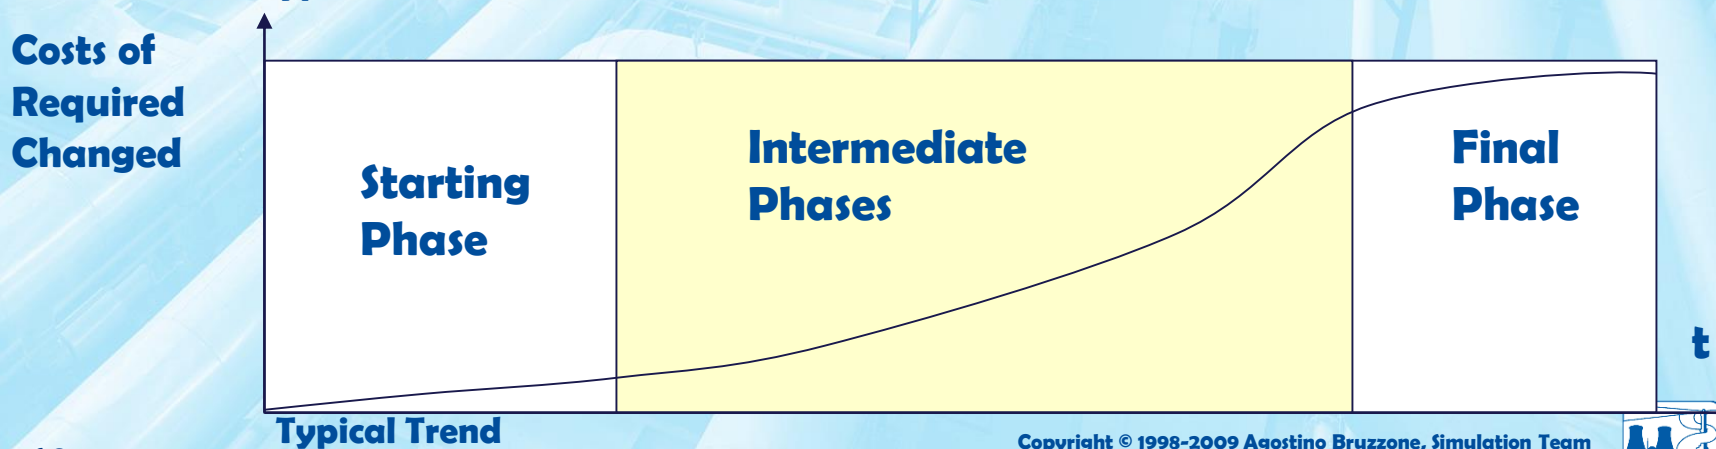 Costs of
Required
Changed
Starting
Phase
Intermediate
Phases
Final
Phase
t
Typical Trend
Copyright © 1998-2009 Agostino Bruzzone, Simulation Team